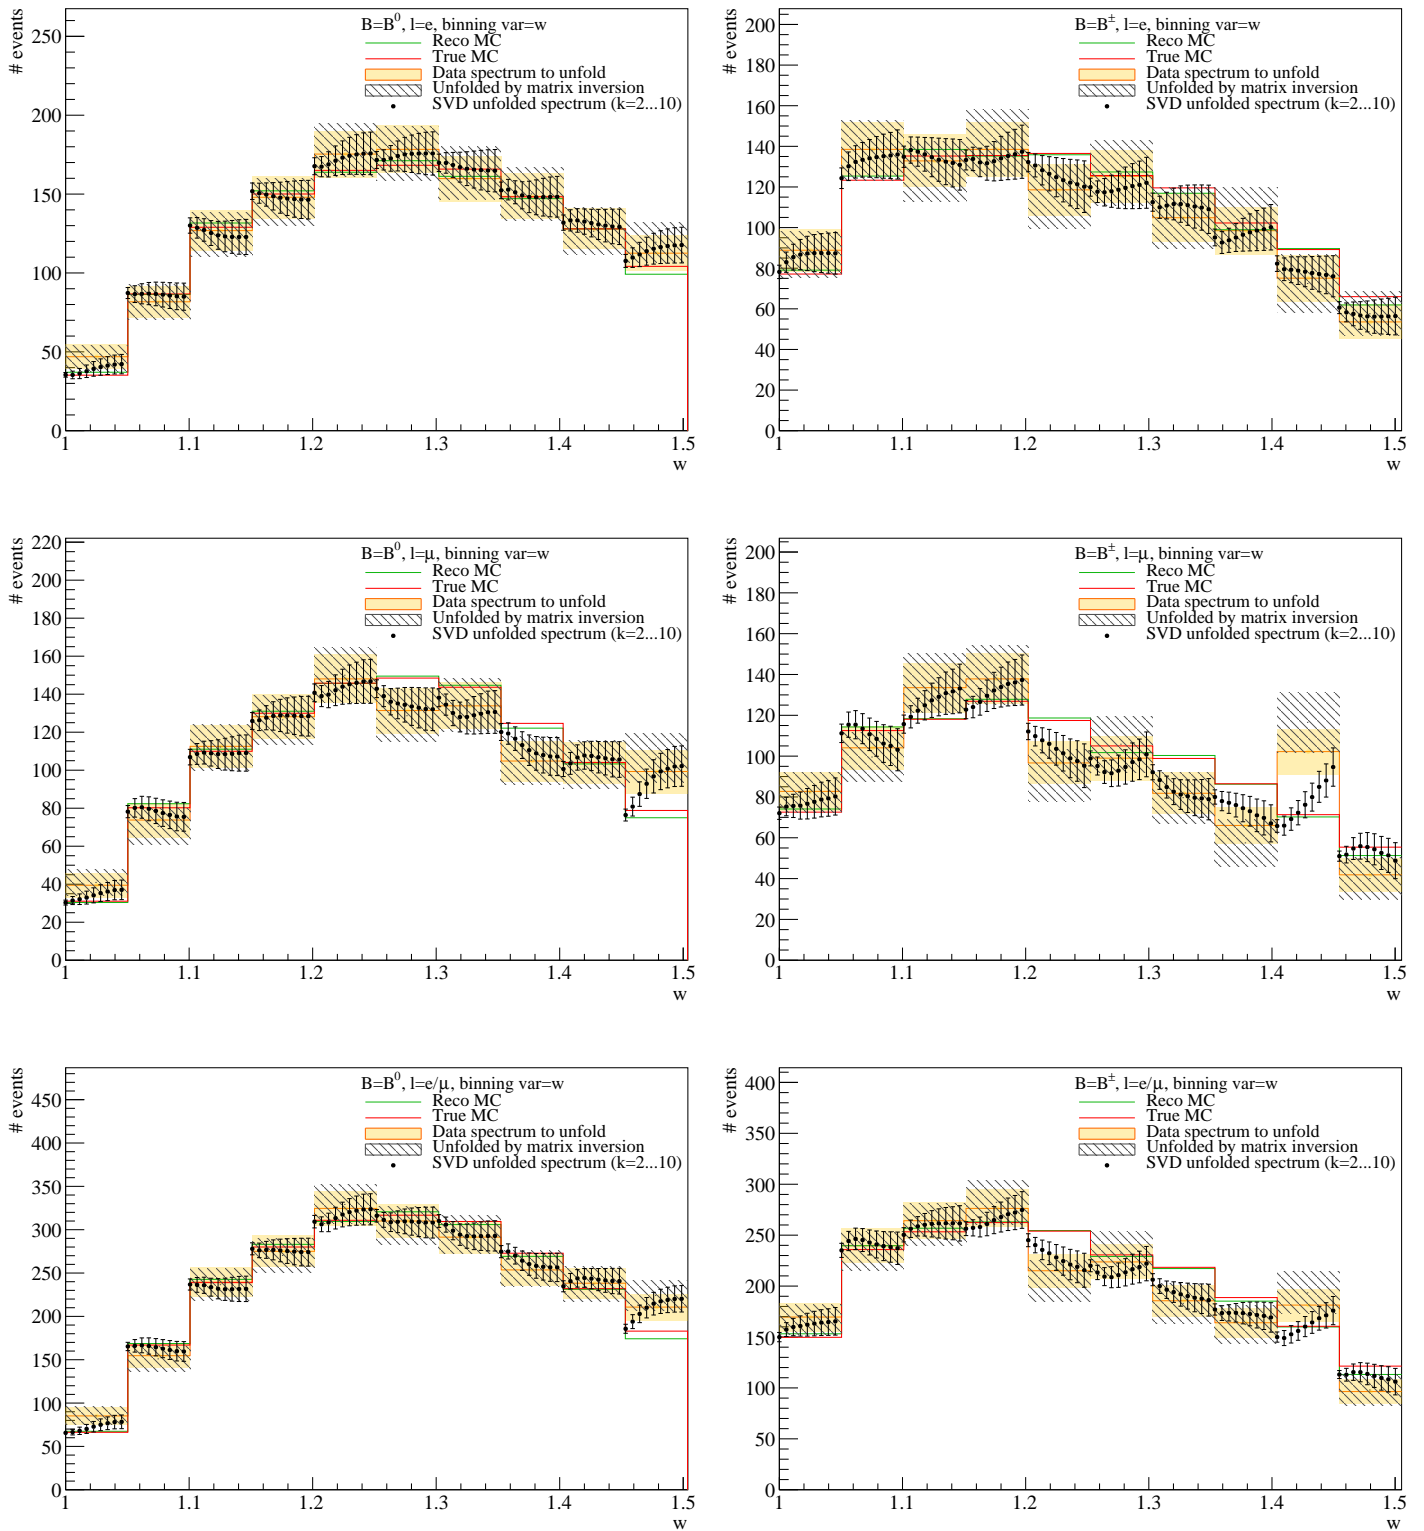 # events
B=B⁰, l=e, binning var=w
Reco MC
True MC
Data spectrum to unfold
Unfolded by matrix inversion
SVD unfolded spectrum (k=2...10)
250
200
150
100
50
0
1 1.1 1.2 1.3 1.4 1.5
w
# events
B=B±, l=e, binning var=w
Reco MC
True MC
Data spectrum to unfold
Unfolded by matrix inversion
SVD unfolded spectrum (k=2...10)
200
180
160
140
120
100
80
60
40
20
0
1 1.1 1.2 1.3 1.4 1.5
w
# events
B=B⁰, l=μ, binning var=w
Reco MC
True MC
Data spectrum to unfold
Unfolded by matrix inversion
SVD unfolded spectrum (k=2...10)
220
200
180
160
140
120
100
80
60
40
20
0
1 1.1 1.2 1.3 1.4 1.5
w
# events
B=B±, l=μ, binning var=w
Reco MC
True MC
Data spectrum to unfold
Unfolded by matrix inversion
SVD unfolded spectrum (k=2...10)
200
180
160
140
120
100
80
60
40
20
0
1 1.1 1.2 1.3 1.4 1.5
w
# events
B=B⁰, l=e/μ, binning var=w
Reco MC
True MC
Data spectrum to unfold
Unfolded by matrix inversion
SVD unfolded spectrum (k=2...10)
450
400
350
300
250
200
150
100
50
0
1 1.1 1.2 1.3 1.4 1.5
w
# events
B=B±, l=e/μ, binning var=w
Reco MC
True MC
Data spectrum to unfold
Unfolded by matrix inversion
SVD unfolded spectrum (k=2...10)
400
350
300
250
200
150
100
50
0
1 1.1 1.2 1.3 1.4 1.5
w